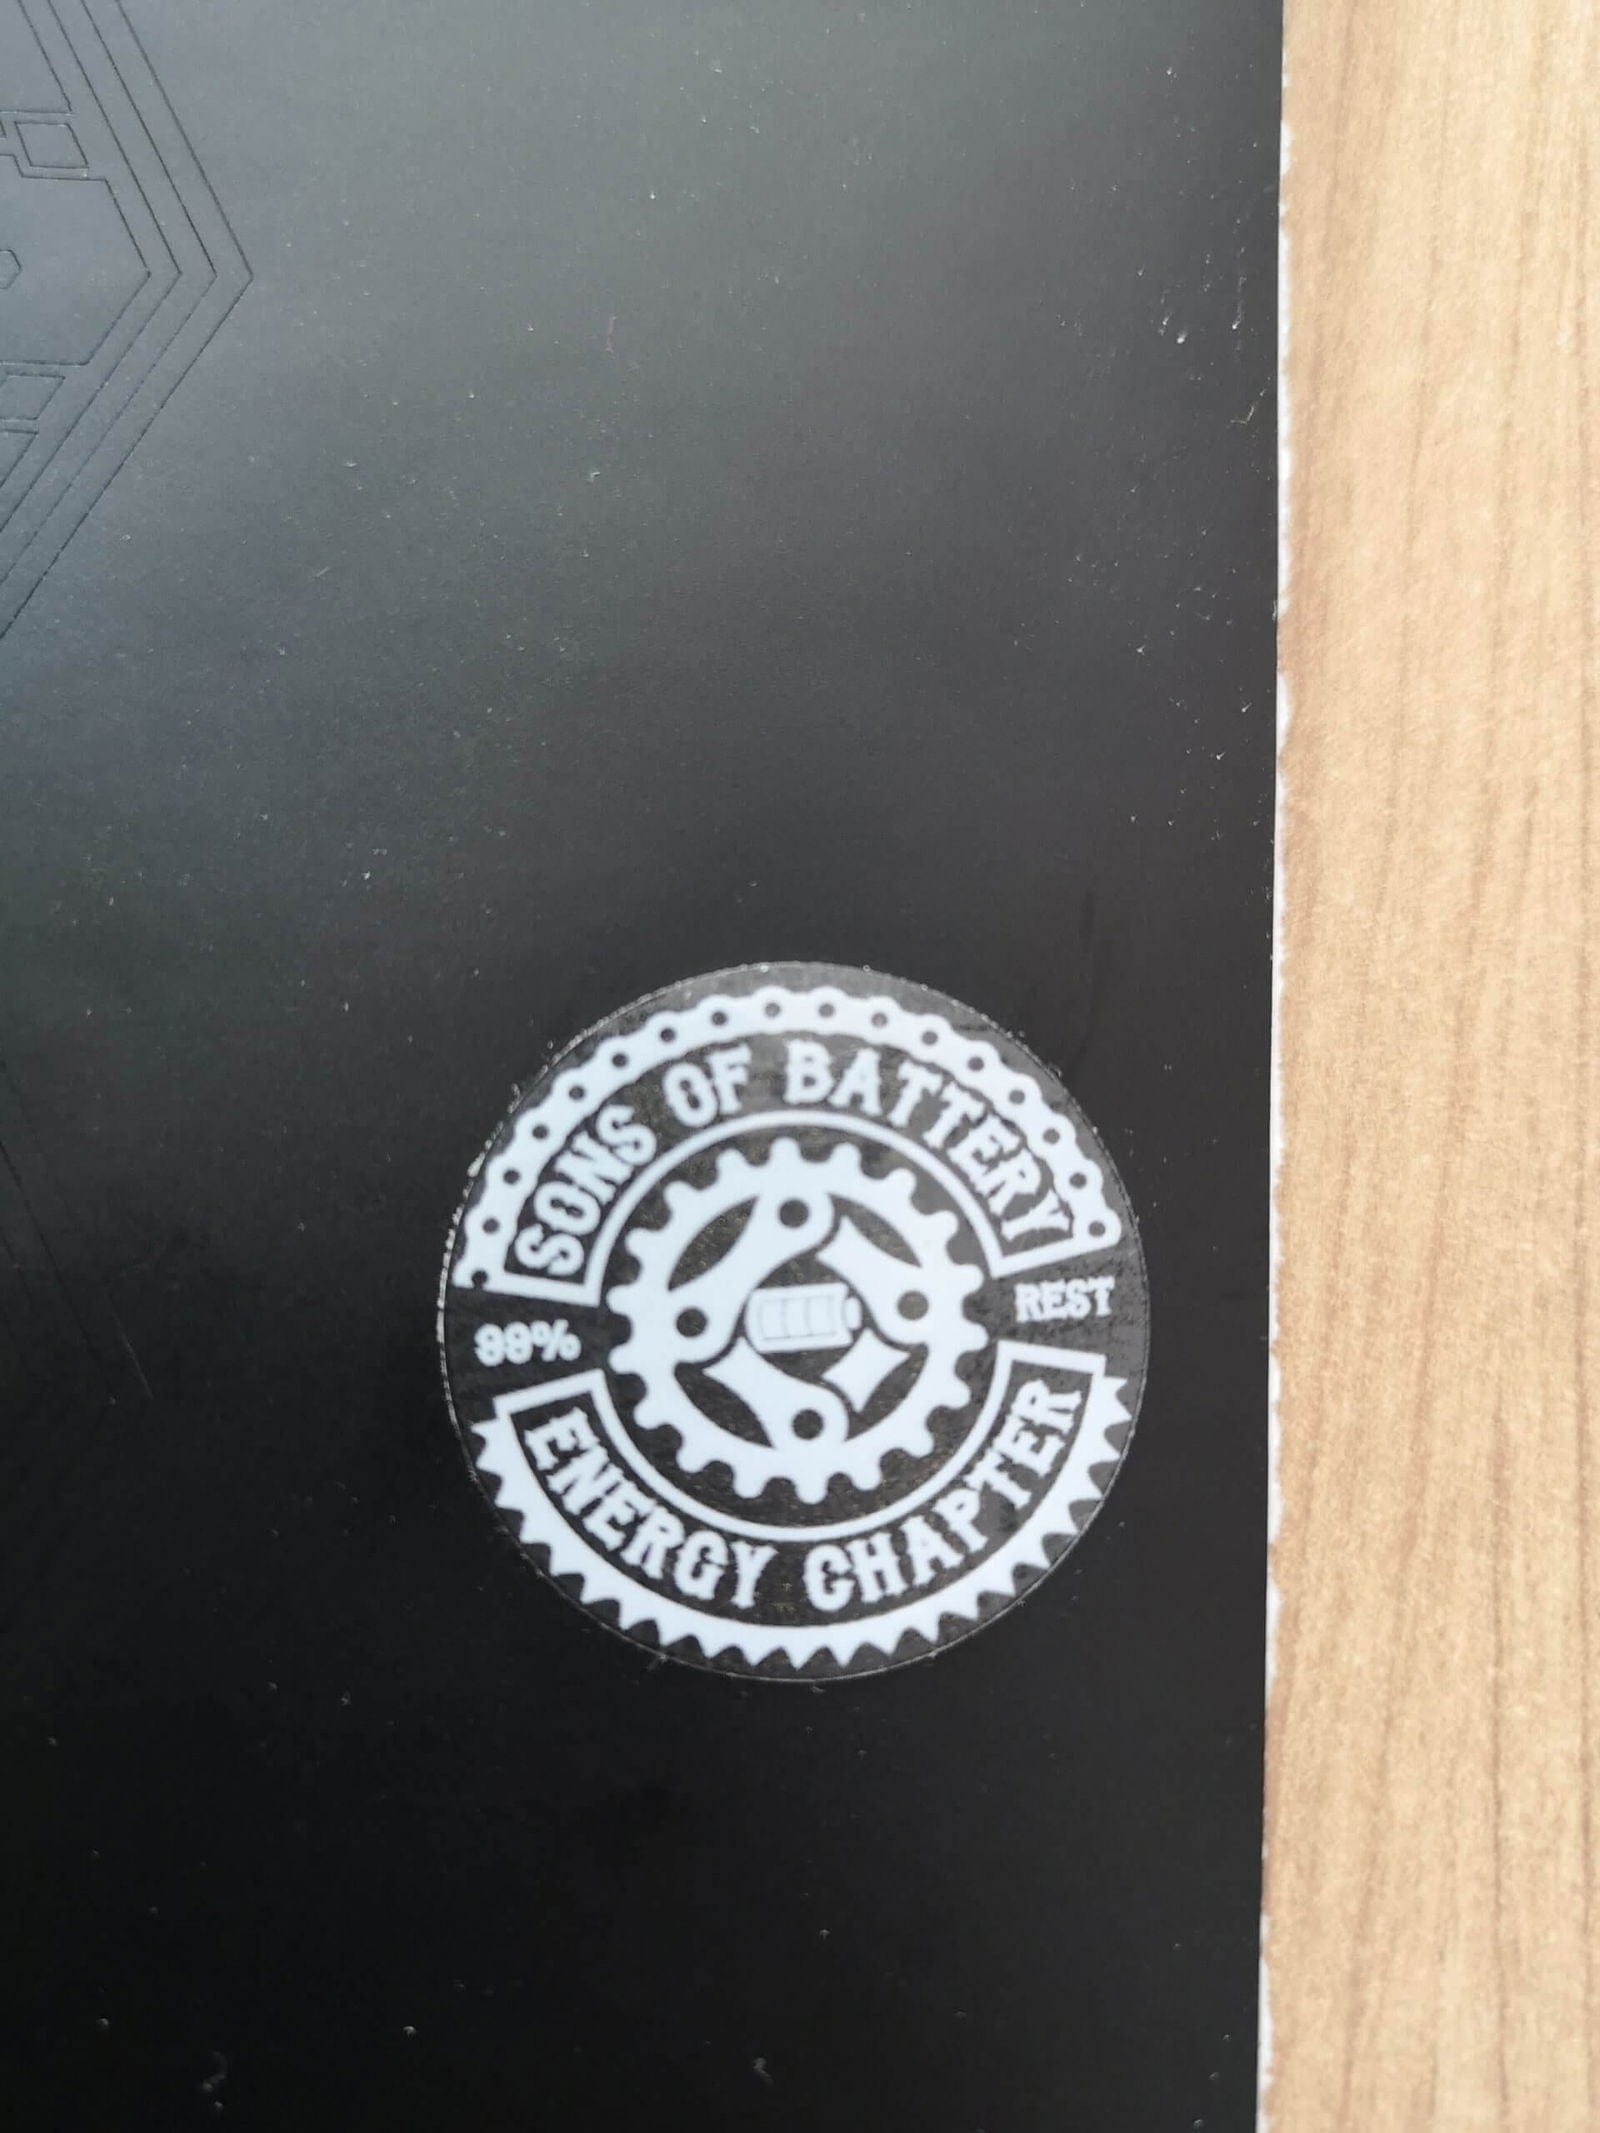 SONS OF BATTERY
99%
REST
ENERGY CHAPTER